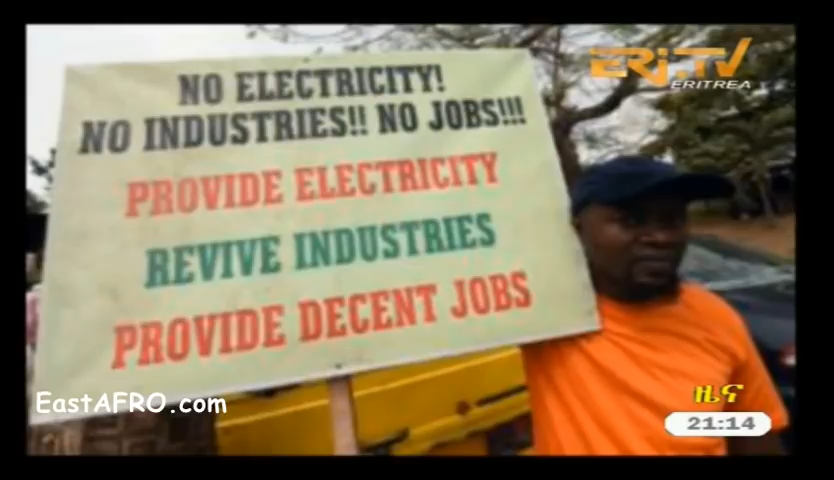 NO ELECTRICITY!
NO INDUSTRIES!! NO JOBS!!!
PROVIDE ELECTRICITY
REVIVE INDUSTRIES
PROVIDE DECENT JOBS
ERi.TV
ERITREA
EastAFRO.com
ዜና
21:14